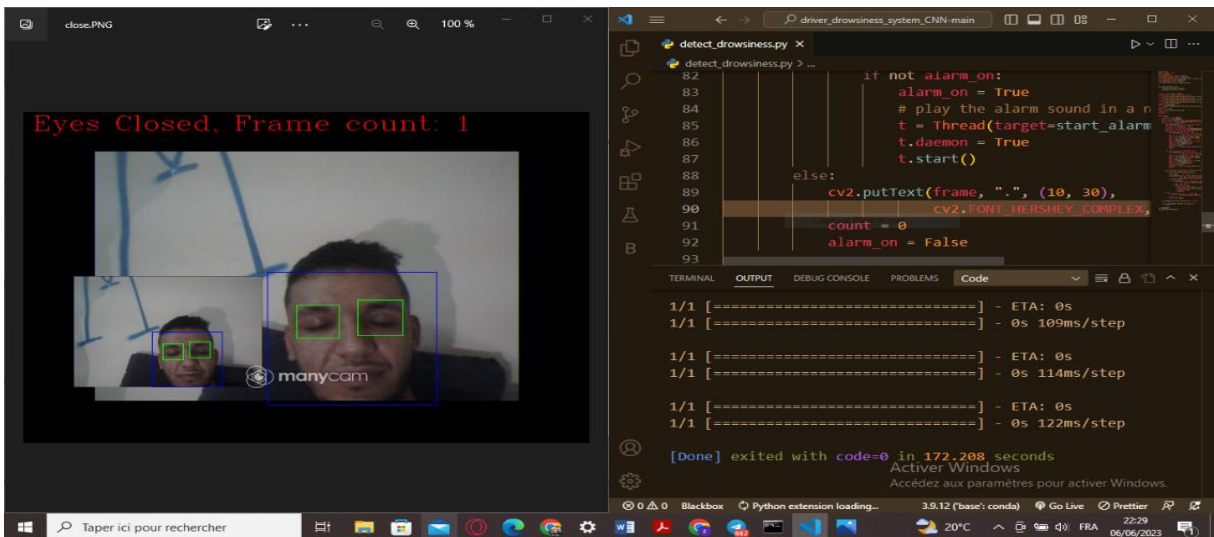 close.PNG
100 %
Eyes Closed, Frame count: 1
manycam
driver_drowsiness_system_CNN-main
detect_drowsiness.py
detect_drowsiness.py > ...
82 if not alarm_on:
83 alarm_on = True
84 # play the alarm sound in a n
85 t = Thread(target=start_alarm
86 t.daemon = True
87 t.start()
88 else:
89 cv2.putText(frame, ".", (10, 30),
90 cv2.FONT_HERSHEY_COMPLEX,
91 count = 0
92 alarm_on = False
93
TERMINAL OUTPUT DEBUG CONSOLE PROBLEMS Code
1/1 [==============================] - ETA: 0s
1/1 [==============================] - 0s 109ms/step
1/1 [==============================] - ETA: 0s
1/1 [==============================] - 0s 114ms/step
1/1 [==============================] - ETA: 0s
1/1 [==============================] - 0s 122ms/step
[Done] exited with code=0 in 172.208 seconds
Activer Windows
Accédez aux paramètres pour activer Windows.
0 0 Blackbox Python extension loading... 3.9.12 ('base': conda) Go Live Prettier
Taper ici pour rechercher
20°C FRA 22:29
06/06/2023